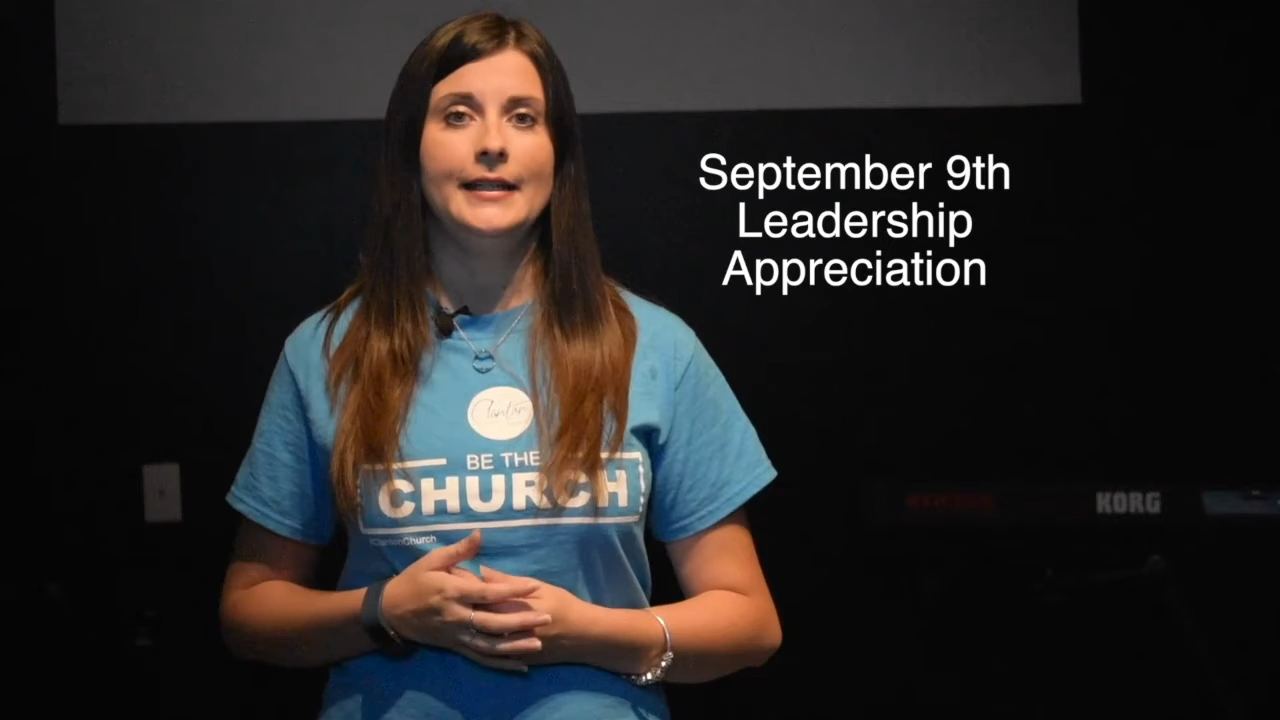 September 9th
Leadership
Appreciation
BE THE
CHURCH
KORG